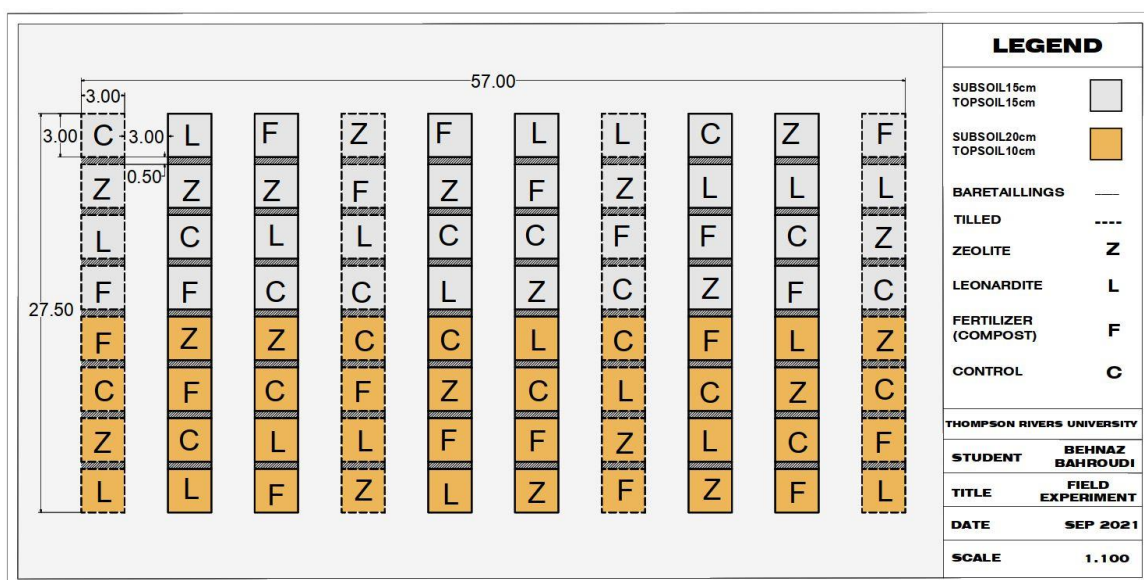 57.00
3.00
3.00
3.00
0.50
27.50
C L F Z F L L C Z F
Z Z Z F Z F Z L L L
L C L L C C F F C Z
F F C C L Z C Z F C
F Z Z C C L C F L Z
C F C F Z C L C Z C
Z C L L F F Z L C F
L L F Z L Z F Z F L
LEGEND
SUBSOIL15cm
TOPSOIL15cm
SUBSOIL20cm
TOPSOIL10cm
BARETAILLINGS
TILLED
ZEOLITE Z
LEONARDITE L
FERTILIZER
(COMPOST) F
CONTROL C
THOMPSON RIVERS UNIVERSITY
STUDENT BEHNAZ
BAHROUDI
TITLE FIELD
EXPERIMENT
DATE SEP 2021
SCALE 1.100